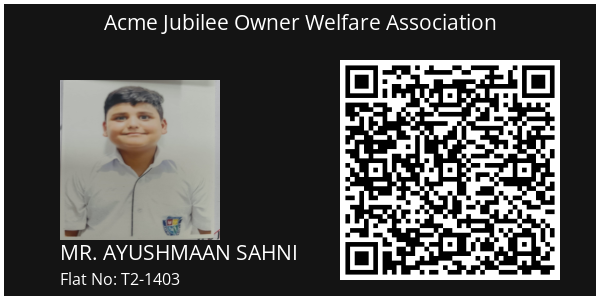 Acme Jubilee Owner Welfare Association
MR. AYUSHMAAN SAHNI
Flat No: T2-1403